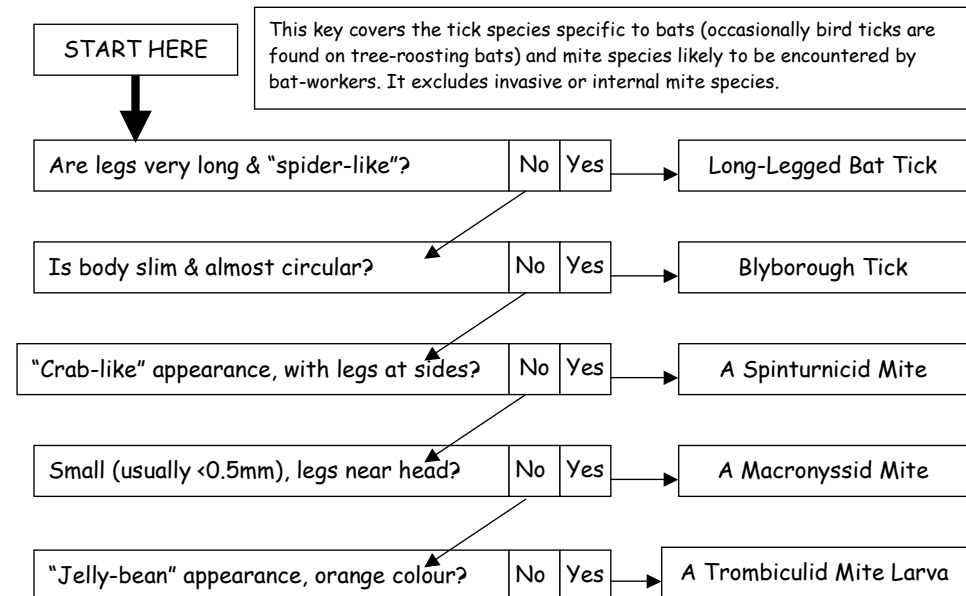 START HERE
This key covers the tick species specific to bats (occasionally bird ticks are
found on tree-roosting bats) and mite species likely to be encountered by
bat-workers. It excludes invasive or internal mite species.
Are legs very long & “spider-like”? No Yes Long-Legged Bat Tick
Is body slim & almost circular? No Yes Blyborough Tick
“Crab-like” appearance, with legs at sides? No Yes A Spinturnicid Mite
Small (usually <0.5mm), legs near head? No Yes A Macronyssid Mite
“Jelly-bean” appearance, orange colour? No Yes A Trombiculid Mite Larva